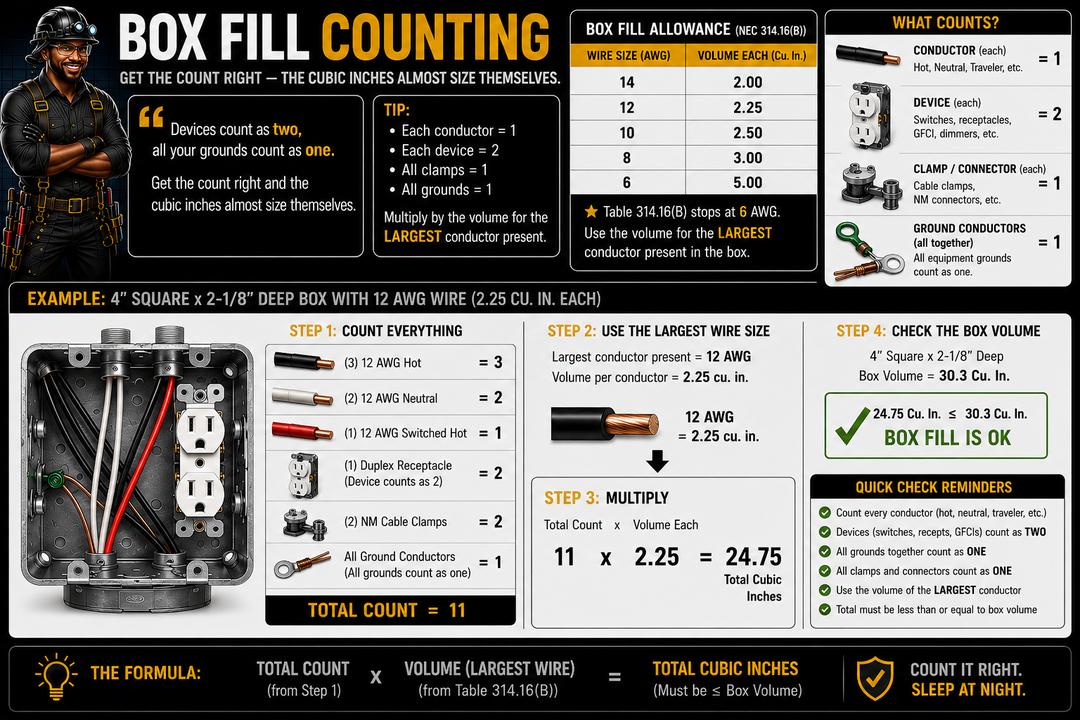 BOX FILL COUNTING
GET THE COUNT RIGHT — THE CUBIC INCHES ALMOST SIZE THEMSELVES.
“ Devices count as two,
all your grounds count as one.
Get the count right and the
cubic inches almost size themselves.
TIP:
• Each conductor = 1
• Each device = 2
• All clamps = 1
• All grounds = 1
Multiply by the volume for the
LARGEST conductor present.
BOX FILL ALLOWANCE (NEC 314.16(B))
WIRE SIZE (AWG) VOLUME EACH (Cu. In.)
14 2.00
12 2.25
10 2.50
8 3.00
6 5.00
★ Table 314.16(B) stops at 6 AWG.
Use the volume for the LARGEST
conductor present in the box.
WHAT COUNTS?
CONDUCTOR (each)
Hot, Neutral, Traveler, etc.
= 1
DEVICE (each)
Switches, receptacles,
GFCI, dimmers, etc.
= 2
CLAMP / CONNECTOR (each)
Cable clamps,
NM connectors, etc.
= 1
GROUND CONDUCTORS
(all together)
All equipment grounds
count as one.
= 1
EXAMPLE: 4” SQUARE x 2-1/8” DEEP BOX WITH 12 AWG WIRE (2.25 CU. IN. EACH)
STEP 1: COUNT EVERYTHING
(3) 12 AWG Hot = 3
(2) 12 AWG Neutral = 2
(1) 12 AWG Switched Hot = 1
(1) Duplex Receptacle
(Device counts as 2)
= 2
(2) NM Cable Clamps = 2
All Ground Conductors
(All grounds count as one)
= 1
TOTAL COUNT = 11
STEP 2: USE THE LARGEST WIRE SIZE
Largest conductor present = 12 AWG
Volume per conductor = 2.25 cu. in.
12 AWG
= 2.25 cu. in.
STEP 3: MULTIPLY
Total Count x Volume Each
11 x 2.25 = 24.75
Total Cubic
Inches
STEP 4: CHECK THE BOX VOLUME
4” Square x 2-1/8” Deep
Box Volume = 30.3 Cu. In.
24.75 Cu. In. ≤ 30.3 Cu. In.
BOX FILL IS OK
QUICK CHECK REMINDERS
Count every conductor (hot, neutral, traveler, etc.)
Devices (switches, recepts, GFCIs) count as TWO
All grounds together count as ONE
All clamps and connectors count as ONE
Use the volume of the LARGEST conductor
Total must be less than or equal to box volume
THE FORMULA:
TOTAL COUNT
(from Step 1)
x
VOLUME (LARGEST WIRE)
(from Table 314.16(B))
=
TOTAL CUBIC INCHES
(Must be ≤ Box Volume)
COUNT IT RIGHT.
SLEEP AT NIGHT.